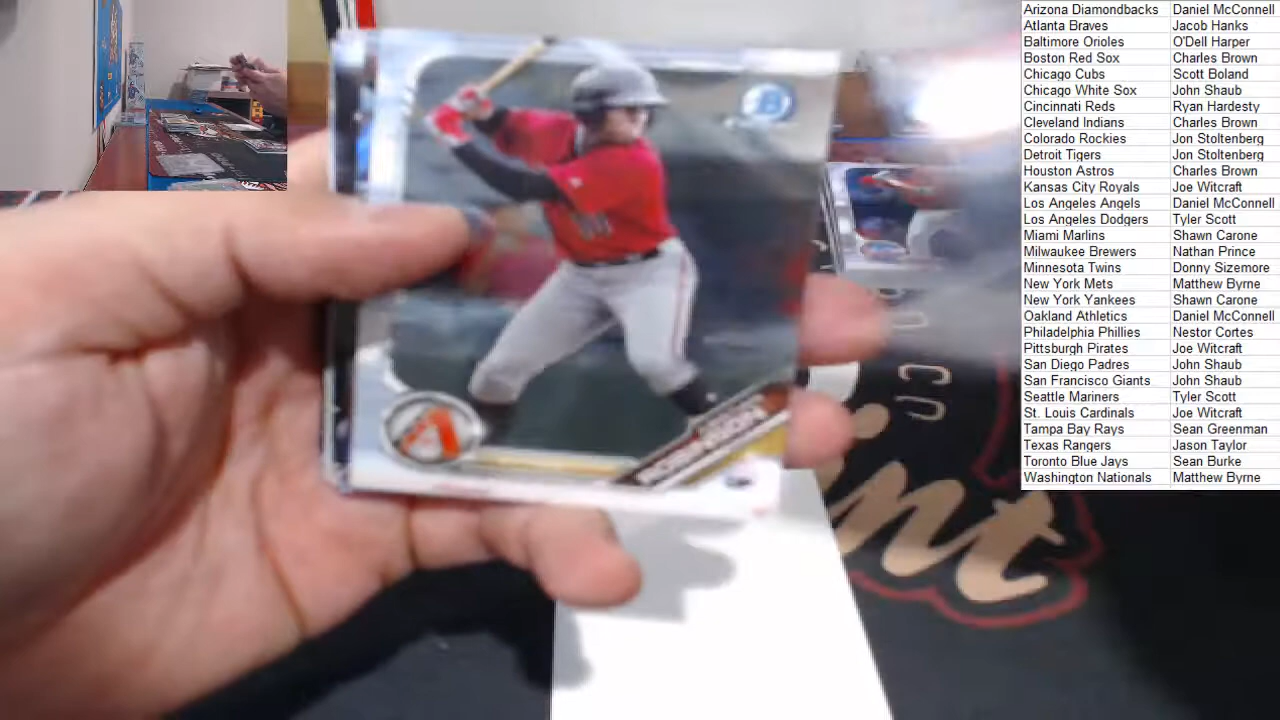 Arizona Diamondbacks Daniel McConnell
Atlanta Braves Jacob Hanks
Baltimore Orioles O'Dell Harper
Boston Red Sox Charles Brown
Chicago Cubs Scott Boland
Chicago White Sox John Shaub
Cincinnati Reds Ryan Hardesty
Cleveland Indians Charles Brown
Colorado Rockies Jon Stoltenberg
Detroit Tigers Jon Stoltenberg
Houston Astros Charles Brown
Kansas City Royals Joe Witcraft
Los Angeles Angels Daniel McConnell
Los Angeles Dodgers Tyler Scott
Miami Marlins Shawn Carone
Milwaukee Brewers Nathan Prince
Minnesota Twins Donny Sizemore
New York Mets Matthew Byrne
New York Yankees Shawn Carone
Oakland Athletics Daniel McConnell
Philadelphia Phillies Nestor Cortes
Pittsburgh Pirates Joe Witcraft
San Diego Padres John Shaub
San Francisco Giants John Shaub
Seattle Mariners Tyler Scott
St. Louis Cardinals Joe Witcraft
Tampa Bay Rays Sean Greenman
Texas Rangers Jason Taylor
Toronto Blue Jays Sean Burke
Washington Nationals Matthew Byrne
B
A
ROBINSON